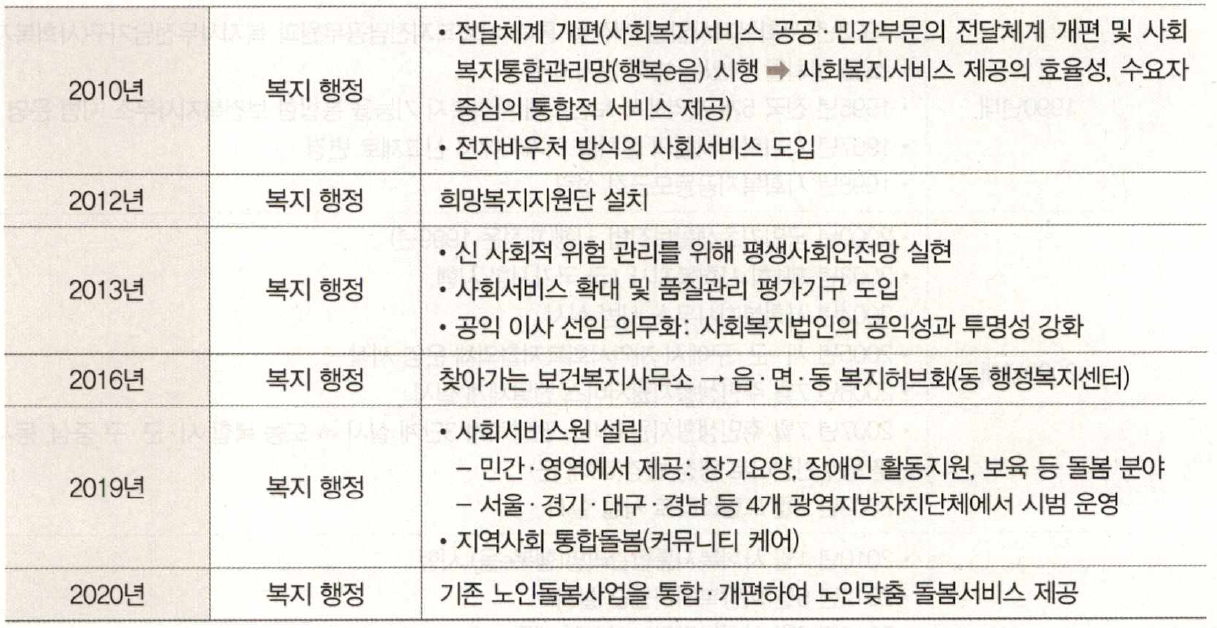 2010년 복지 행정 • 전달체계 개편(사회복지서비스 공공·민간부문의 전달체계 개편 및 사회
복지통합관리망(행복e음) 시행 ➡ 사회복지서비스 제공의 효율성, 수요자
중심의 통합적 서비스 제공)
• 전자바우처 방식의 사회서비스 도입
2012년 복지 행정 희망복지지원단 설치
2013년 복지 행정 • 신 사회적 위험 관리를 위해 평생사회안전망 실현
• 사회서비스 확대 및 품질관리 평가기구 도입
• 공익 이사 선임 의무화: 사회복지법인의 공익성과 투명성 강화
2016년 복지 행정 찾아가는 보건복지사무소 → 읍·면·동 복지허브화(동 행정복지센터)
2019년 복지 행정 • 사회서비스원 설립
– 민간·영역에서 제공: 장기요양, 장애인 활동지원, 보육 등 돌봄 분야
– 서울·경기·대구·경남 등 4개 광역지방자치단체에서 시범 운영
• 지역사회 통합돌봄(커뮤니티 케어)
2020년 복지 행정 기존 노인돌봄사업을 통합·개편하여 노인맞춤 돌봄서비스 제공